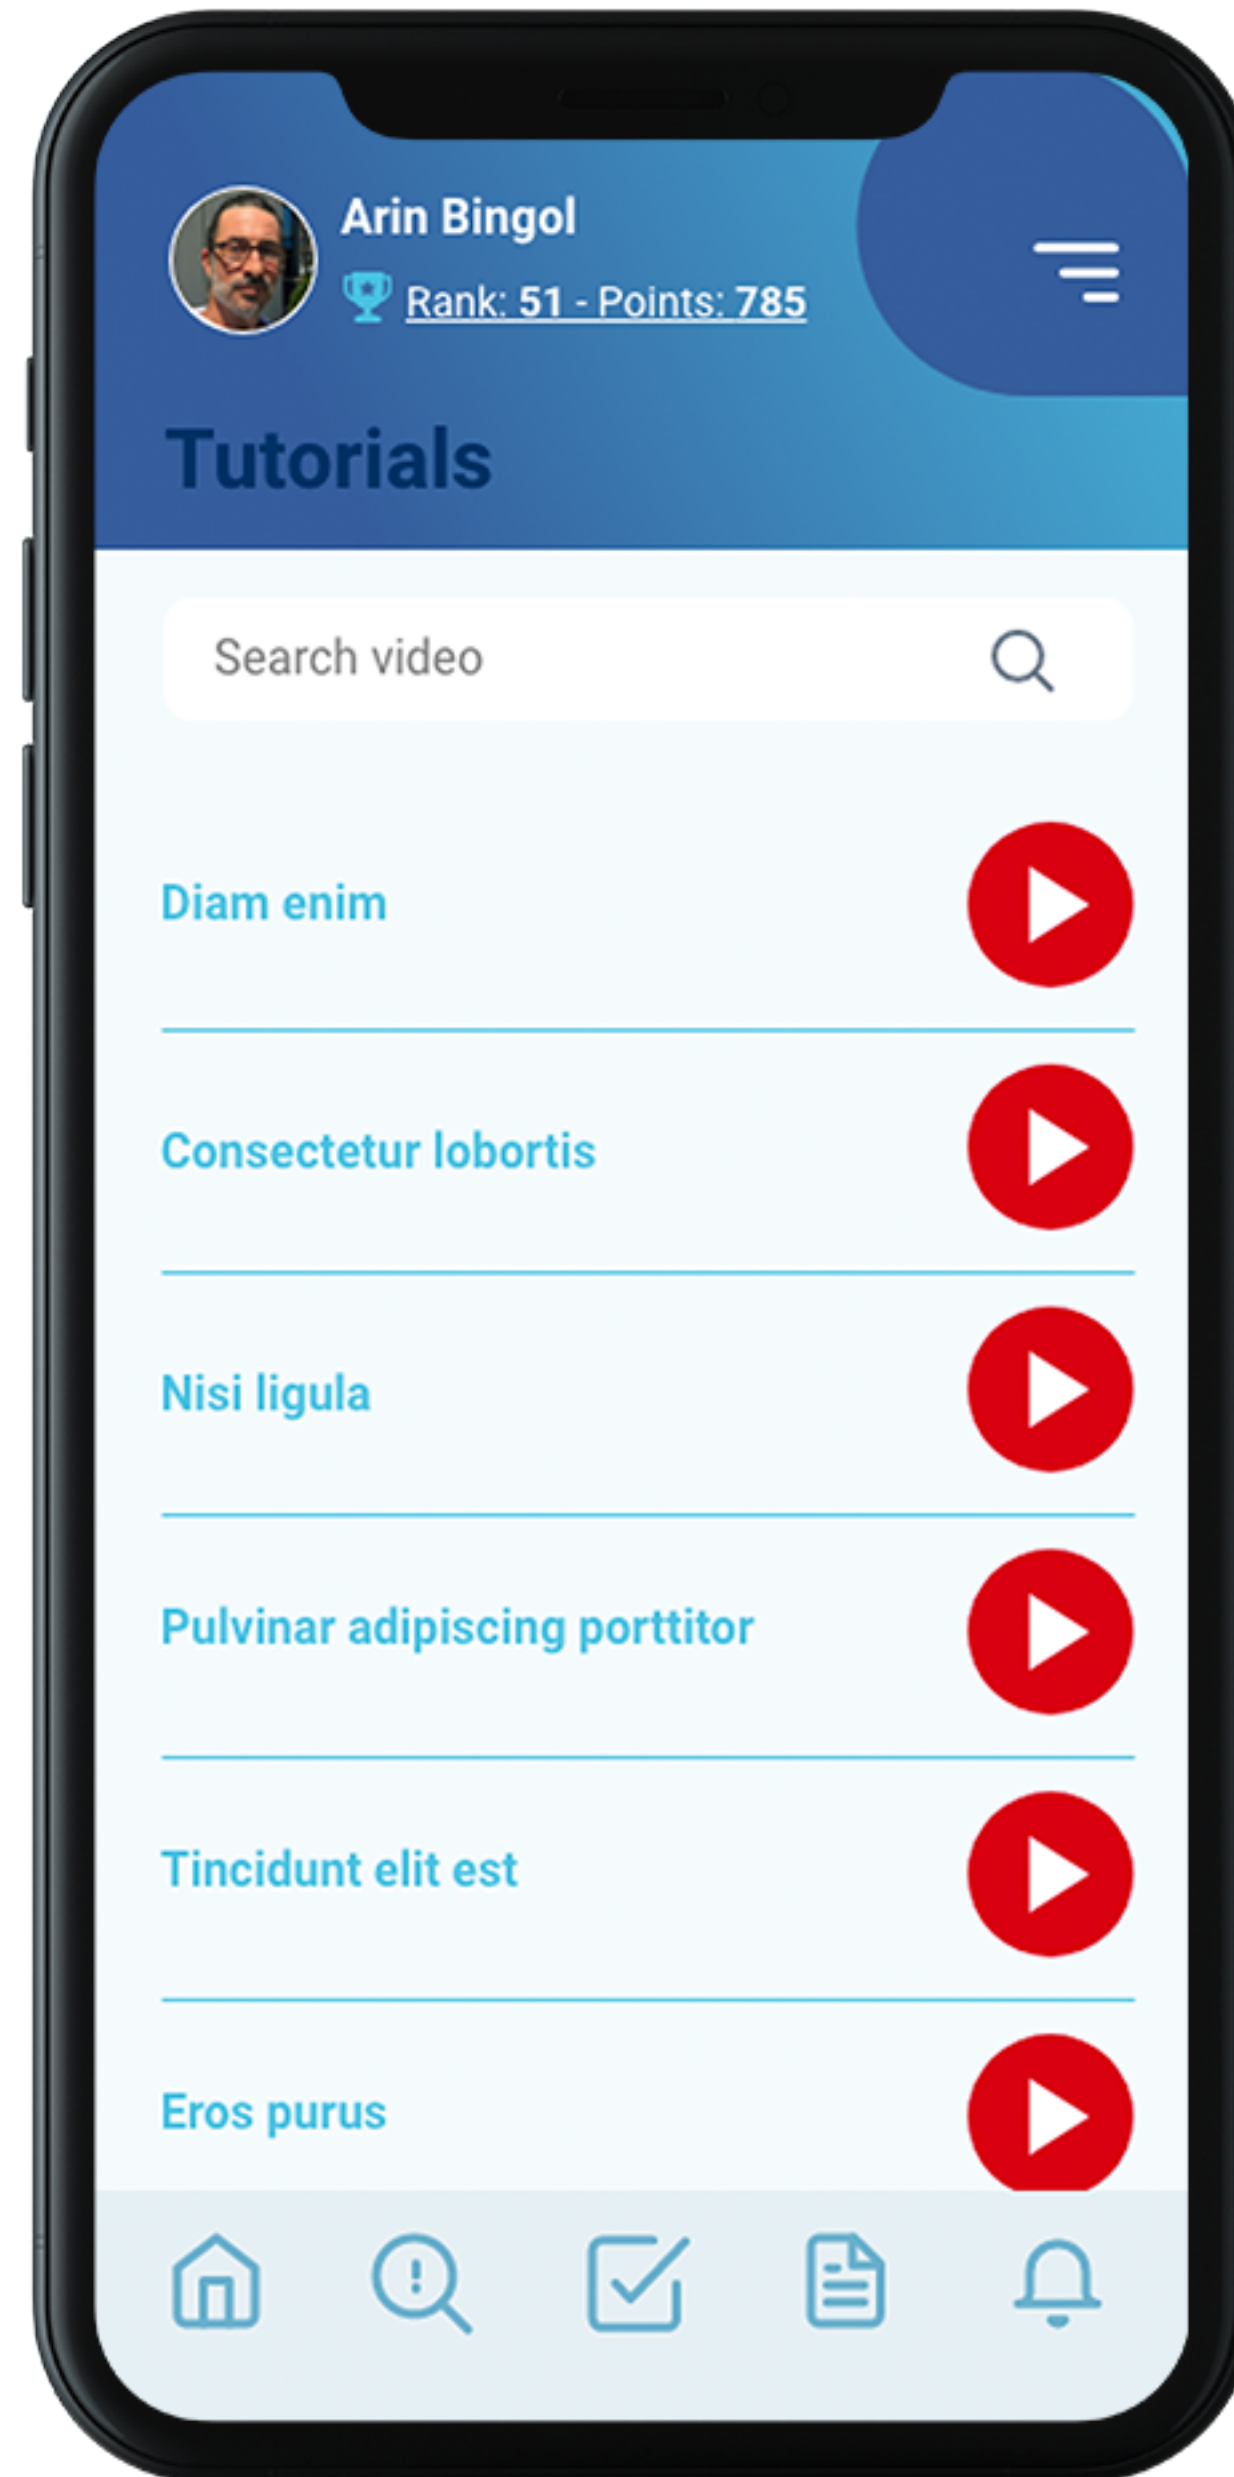 Arin Bingol
Rank: 51 - Points: 785
Tutorials
Search video
Diam enim
Consectetur lobortis
Nisi ligula
Pulvinar adipiscing porttitor
Tincidunt elit est
Eros purus